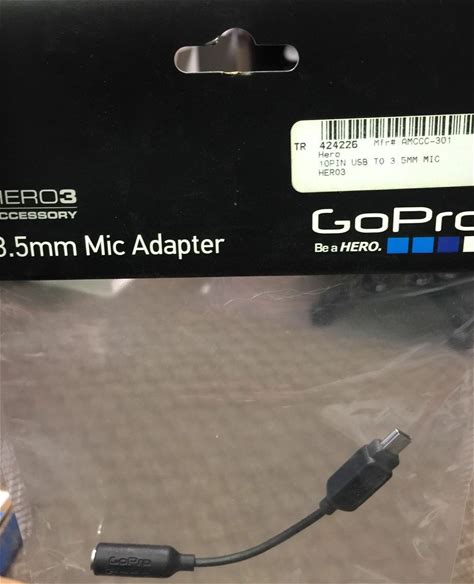 TR 424226 Mfr# AMCCC-301
Hero
10PIN USB TO 3.5MM MIC
HERO3
HERO3
ACCESSORY
GoPro
3.5mm Mic Adapter
Be a HERO.
GoPro